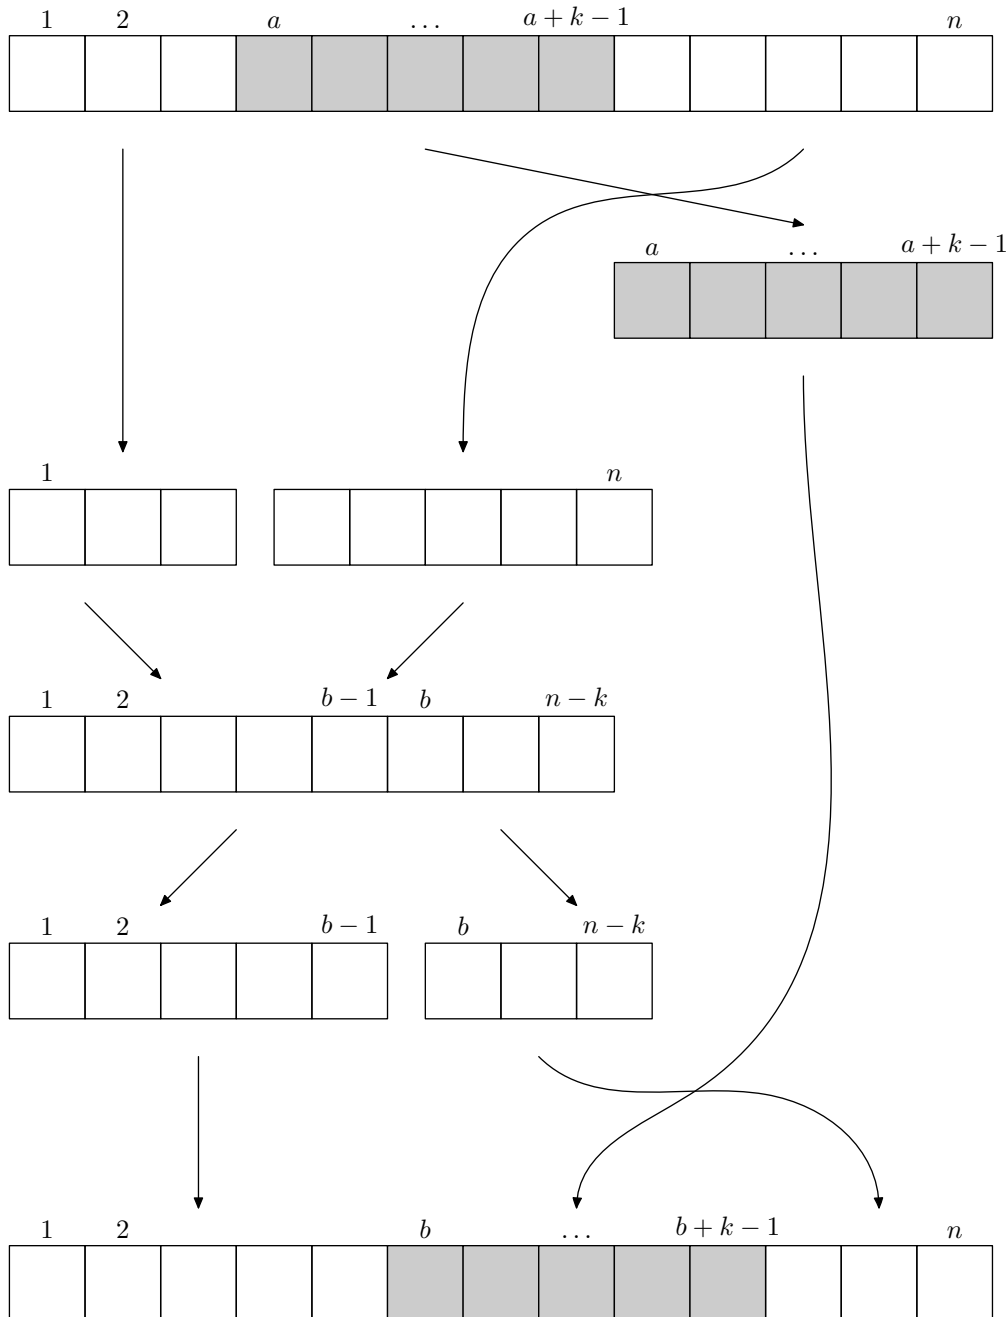 1 2 a ... a + k − 1 n
a ... a + k − 1
1 n
1 2 b − 1 b n − k
1 2 b − 1 b n − k
1 2 b ... b + k − 1 n